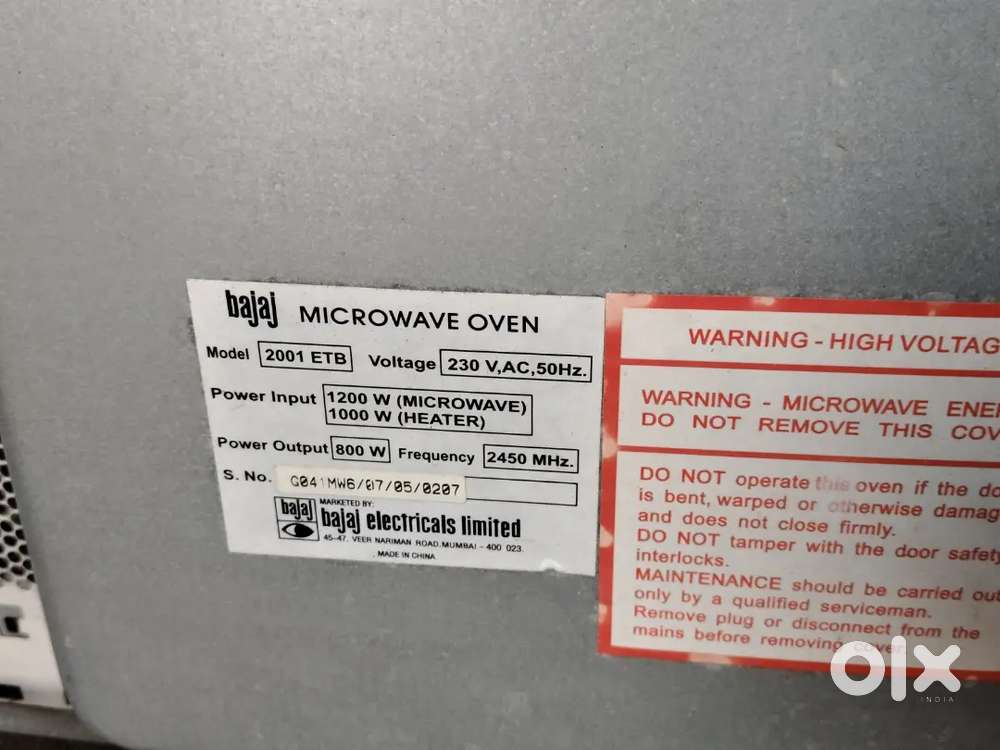 bajaj MICROWAVE OVEN
Model 2001 ETB Voltage 230 V,AC,50Hz.
Power Input 1200 W (MICROWAVE)
1000 W (HEATER)
Power Output 800 W Frequency 2450 MHz.
S. No. G041MW6/07/05/0207
bajaj MARKETED BY:
bajaj electricals limited
45-47, VEER NARIMAN ROAD,MUMBAI - 400 023.
MADE IN CHINA
WARNING - HIGH VOLTAG
WARNING - MICROWAVE ENE
DO NOT REMOVE THIS COV
DO NOT operate this oven if the do
is bent, warped or otherwise damag
and does not close firmly.
DO NOT tamper with the door safety
interlocks.
MAINTENANCE should be carried out
only by a qualified serviceman.
Remove plug or disconnect from the
mains before removing cover.
olx
INDIA